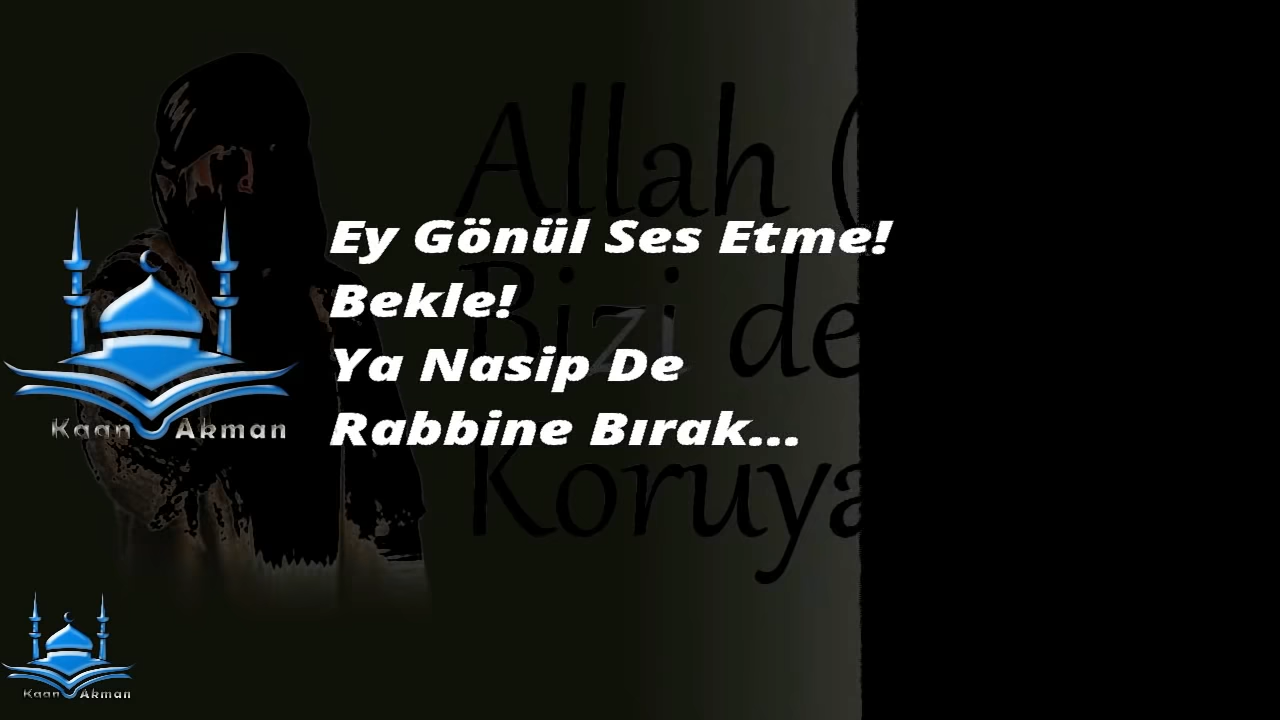 Allah (
Bizi de
Koruya
Ey Gönül Ses Etme!
Bekle!
Ya Nasip De
Rabbine Bırak...
Kaan Akman
Kaan Akman